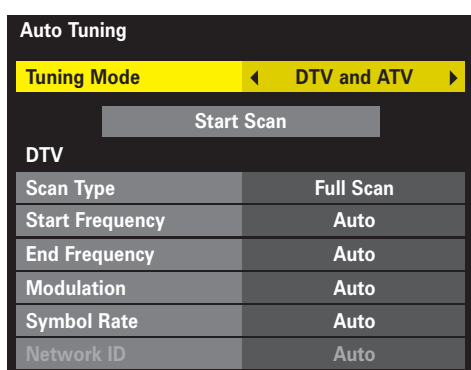 Auto Tuning
Tuning Mode DTV and ATV
Start Scan
DTV
Scan Type Full Scan
Start Frequency Auto
End Frequency Auto
Modulation Auto
Symbol Rate Auto
Network ID Auto